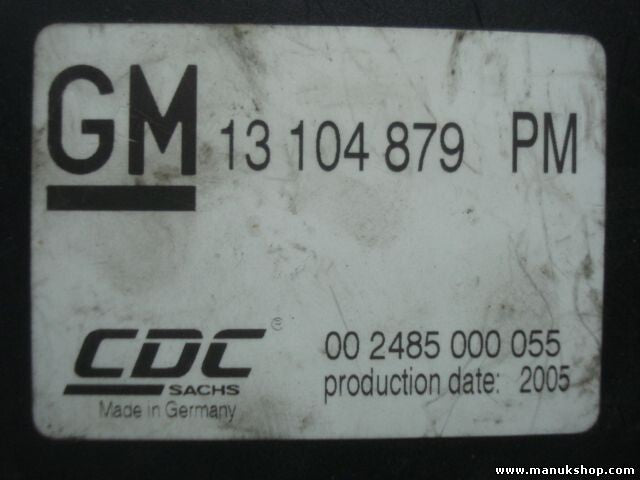 GM 13 104 879 PM
CDC ®
SACHS
Made in Germany
00 2485 000 055
production date: 2005
www.manukshop.com